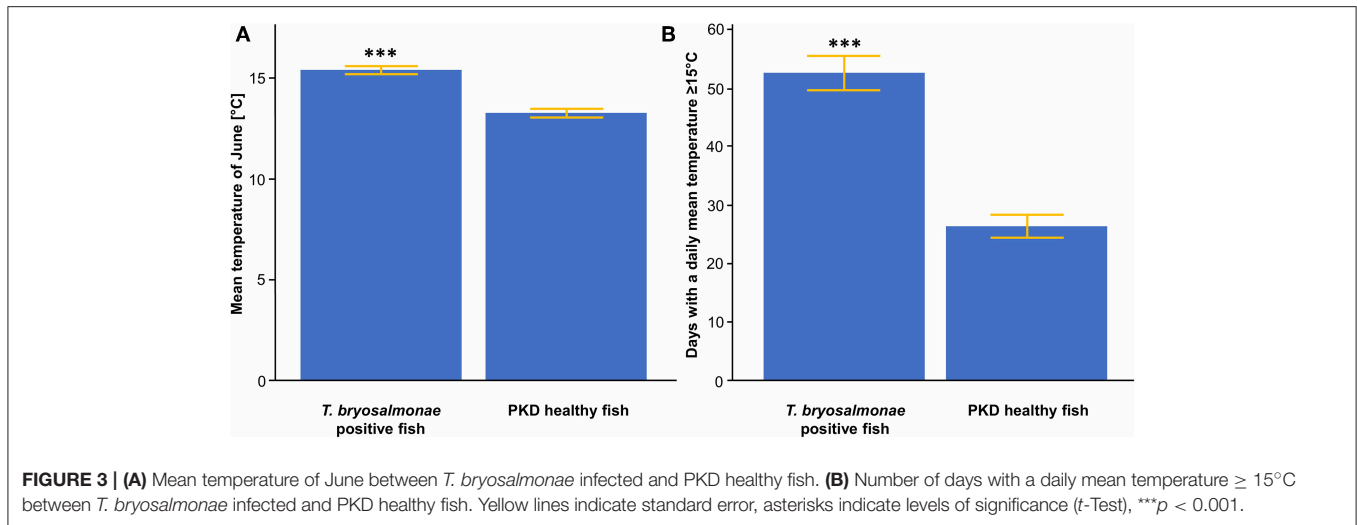 A
***
Mean temperature of June [°C]
15
10
5
0
T. bryosalmonae
positive fish
PKD healthy fish
B
***
Days with a daily mean temperature ≥15°C
60
50
40
30
20
10
0
T. bryosalmonae
positive fish
PKD healthy fish
FIGURE 3 | (A) Mean temperature of June between T. bryosalmonae infected and PKD healthy fish. (B) Number of days with a daily mean temperature ≥ 15°C
between T. bryosalmonae infected and PKD healthy fish. Yellow lines indicate standard error, asterisks indicate levels of significance (t-Test), ***p < 0.001.